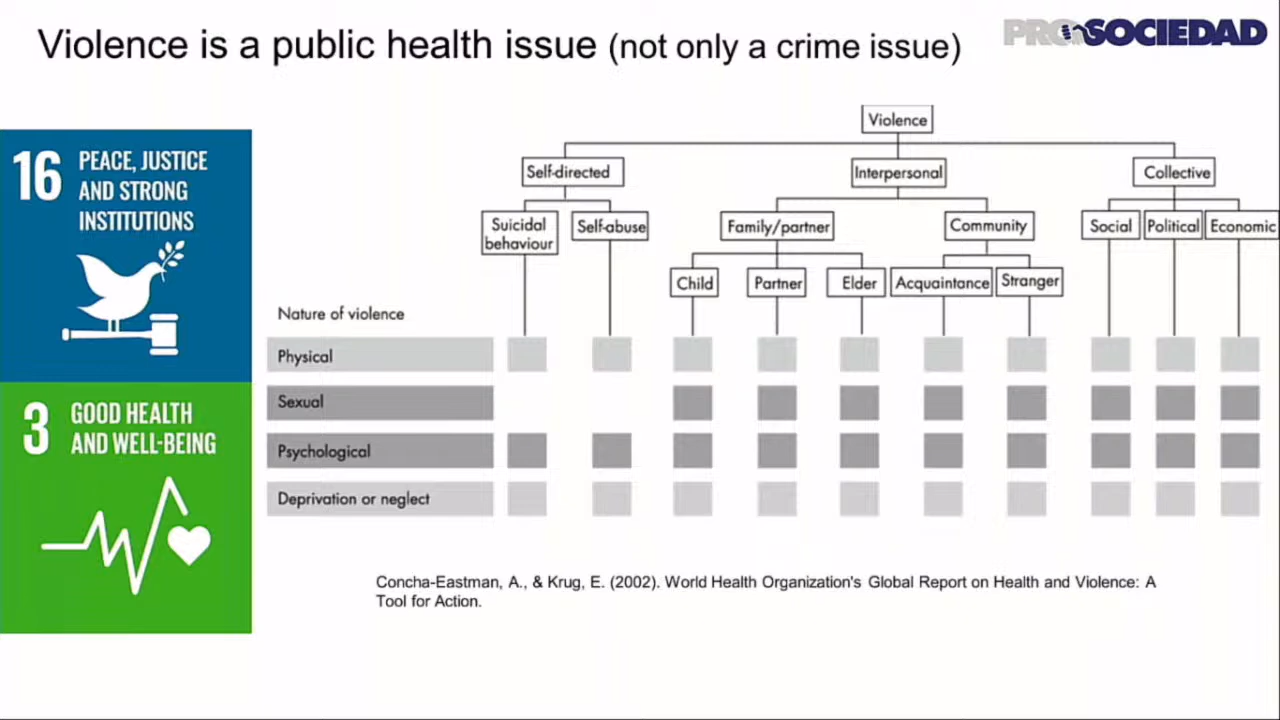 Violence is a public health issue (not only a crime issue)
PROSOCIEDAD
16 PEACE, JUSTICE
AND STRONG
INSTITUTIONS
3 GOOD HEALTH
AND WELL-BEING
Violence
Self-directed
Interpersonal
Collective
Suicidal
behaviour
Self-abuse
Family/partner
Community
Social
Political
Economic
Child
Partner
Elder
Acquaintance
Stranger
Nature of violence
Physical
Sexual
Psychological
Deprivation or neglect
Concha-Eastman, A., & Krug, E. (2002). World Health Organization's Global Report on Health and Violence: A
Tool for Action.